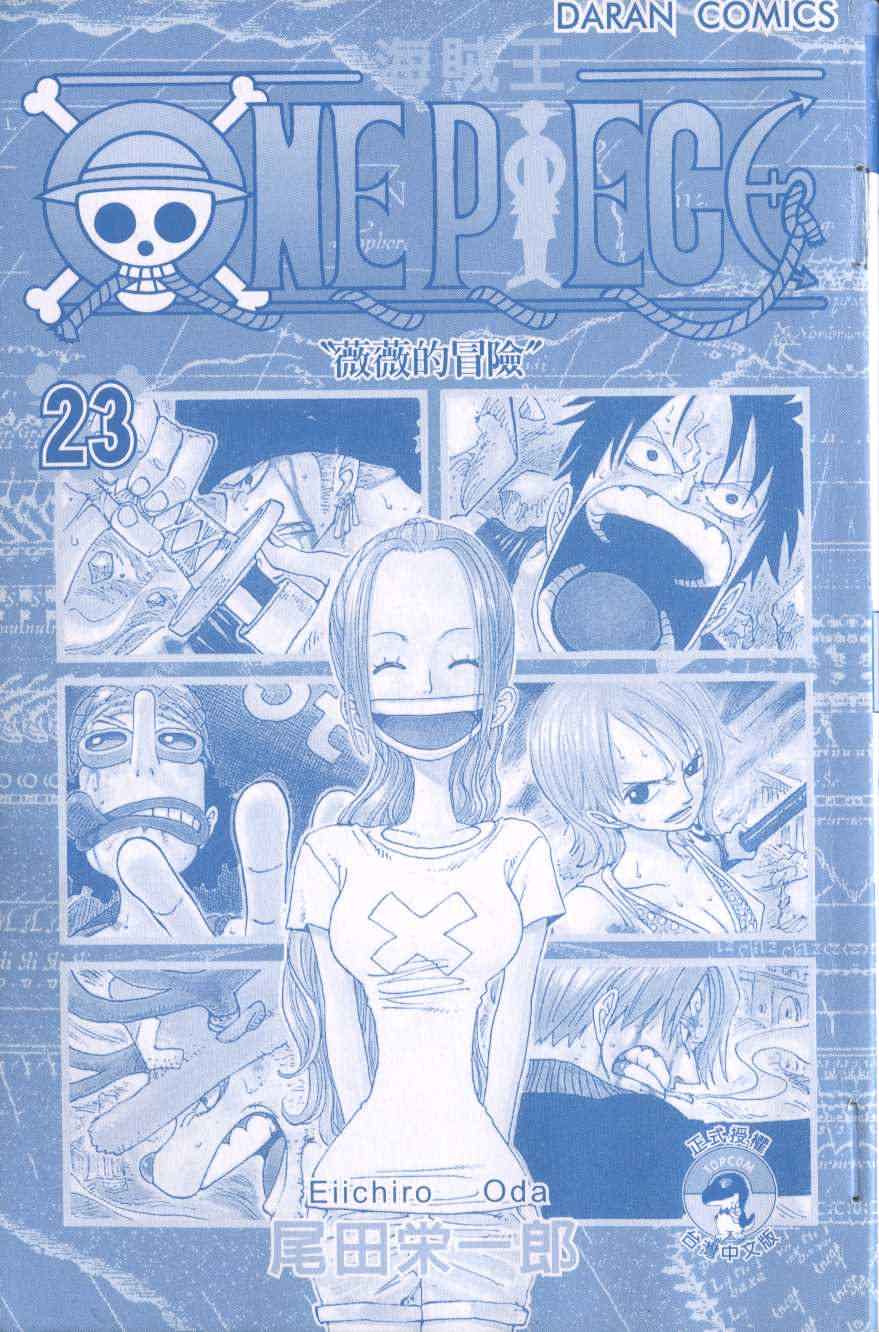 DARAN COMICS
海賊王
ONE PIECE
〝薇薇的冒險〞
23
Eiichiro Oda
尾田栄一郎
正式授權
TOPCOM
台灣中文版